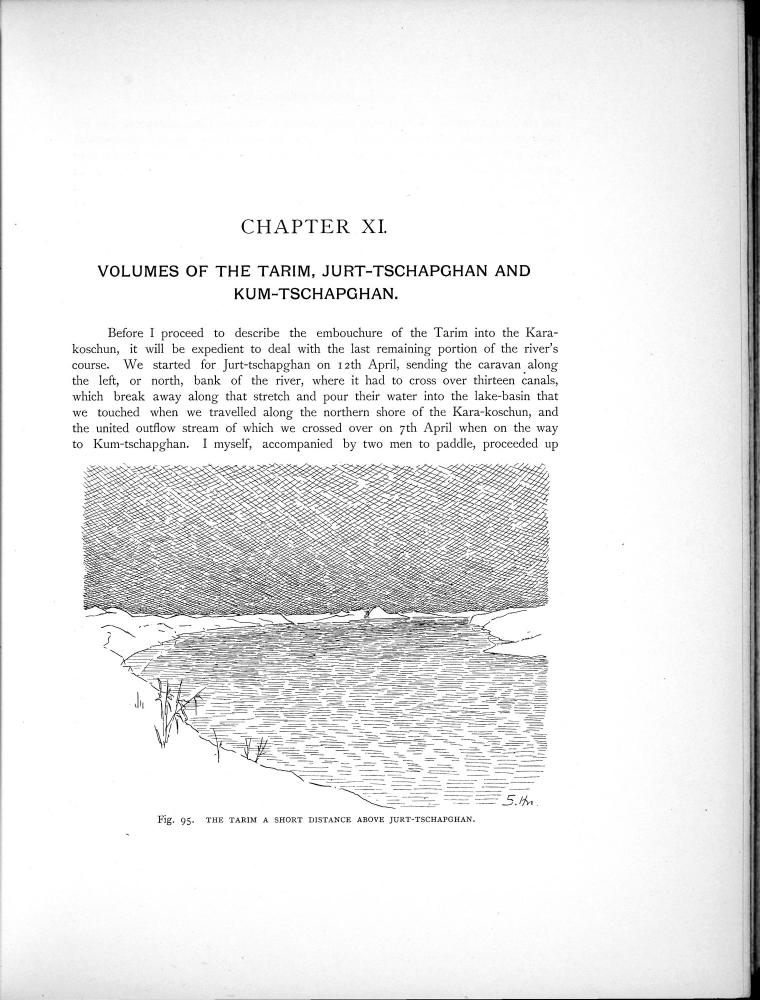 CHAPTER XI.
VOLUMES OF THE TARIM, JURT-TSCHAPGHAN AND
KUM-TSCHAPGHAN.
Before I proceed to describe the embouchure of the Tarim into the Kara-
koschun, it will be expedient to deal with the last remaining portion of the river's
course. We started for Jurt-tschapghan on 12th April, sending the caravan along
the left, or north, bank of the river, where it had to cross over thirteen canals,
which break away along that stretch and pour their water into the lake-basin that
we touched when we travelled along the northern shore of the Kara-koschun, and
the united outflow stream of which we crossed over on 7th April when on the way
to Kum-tschapghan. I myself, accompanied by two men to paddle, proceeded up
S. Hn.
Fig. 95. THE TARIM A SHORT DISTANCE ABOVE JURT-TSCHAPGHAN.